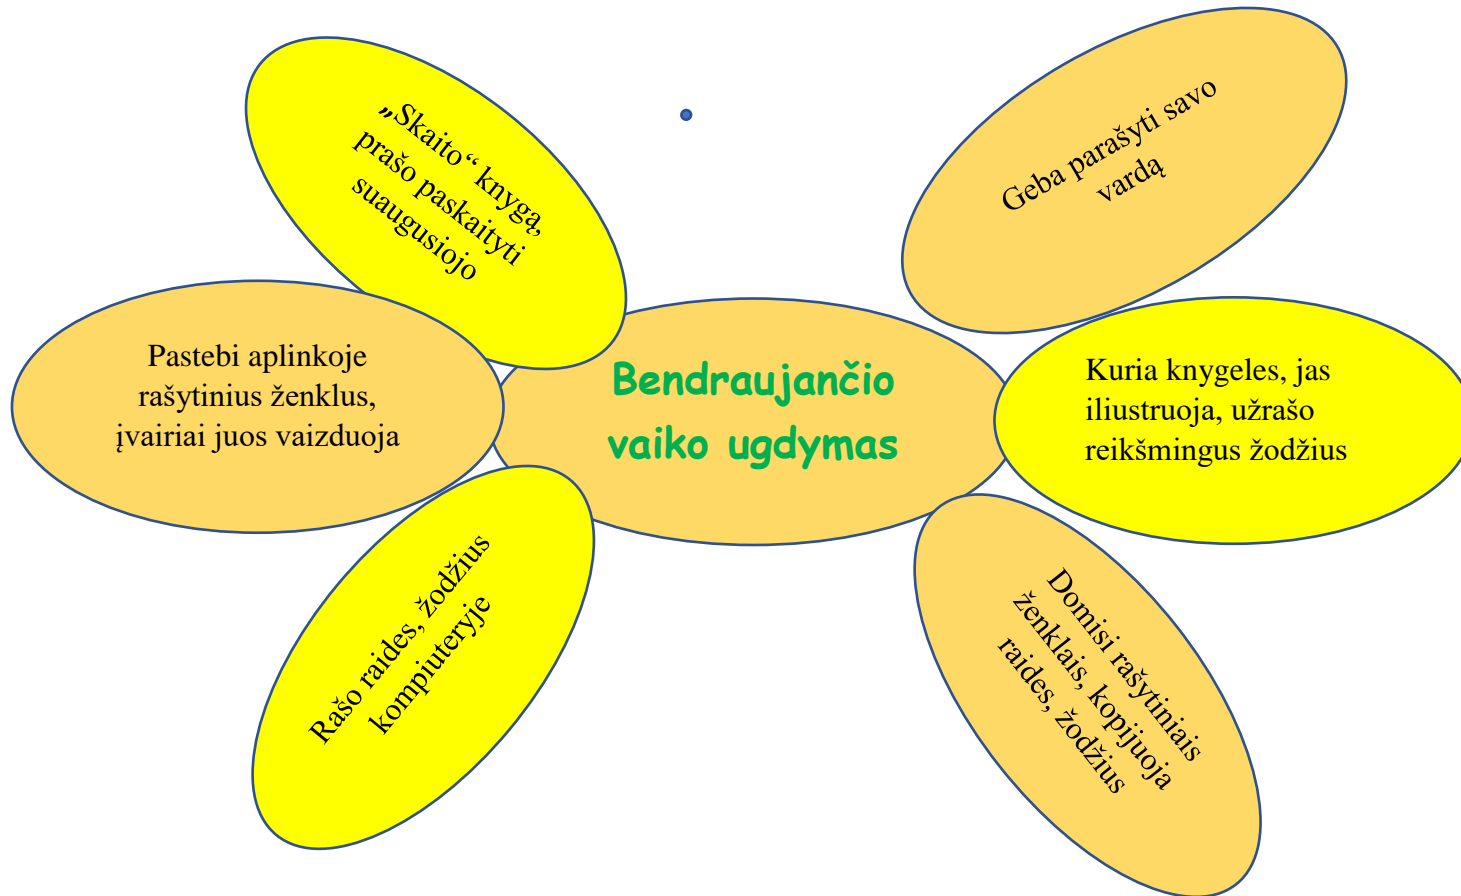 „Skaito“ knygą,
prašo paskaityti
suaugusiojo
Geba parašyti savo
vardą
Pastebi aplinkoje
rašytinius ženklus,
įvairiai juos vaizduoja
Bendraujančio
vaiko ugdymas
Kuria knygeles, jas
iliustruoja, užrašo
reikšmingus žodžius
Rašo raides, žodžius
kompiuteryje
Domisi rašytiniais
ženklais, kopijuoja
raides, žodžius